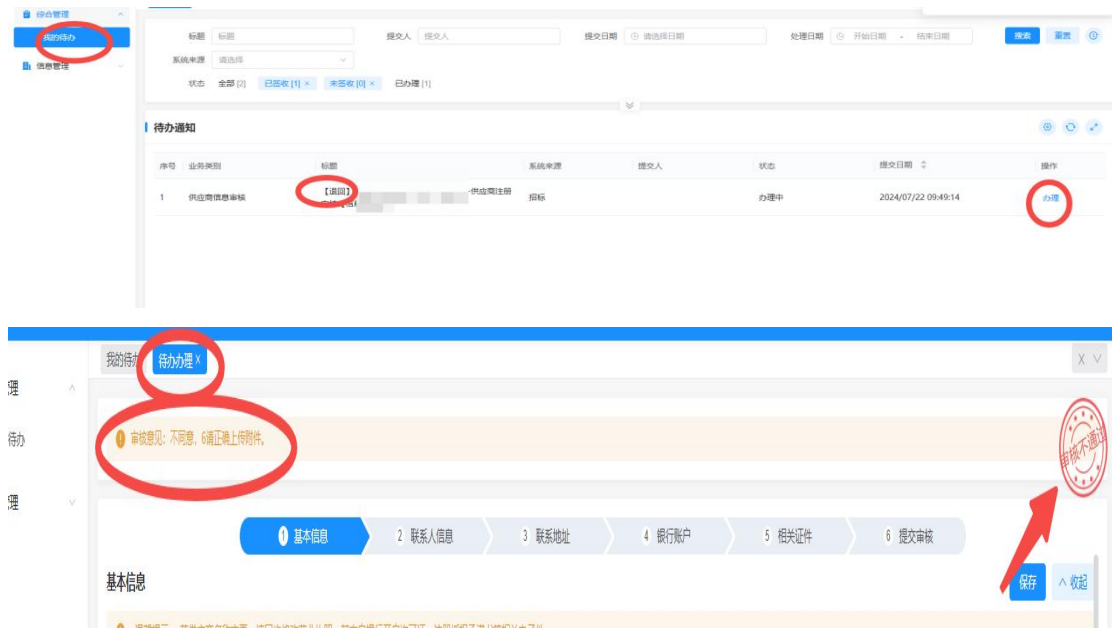 综合管理
我的待办
信息管理
标题 标题 提交人 提交人 提交日期 请选择日期 处理日期 开始日期 - 结束日期 搜索 重置
系统来源 请选择
状态 全部 [2] 已签收 [1] × 未签收 [0] × 已办理 [1]
待办通知
序号 业务类别 标题 系统来源 提交人 状态 提交日期 操作
1 供应商信息审核 【退回】 -供应商注册 招标 办理中 2024/07/22 09:49:14 办理
我的待办 待办办理 X X
理
审核意见：不同意，6请正确上传附件。
审核不通过
待办
理
1 基本信息 2 联系人信息 3 联系地址 4 银行账户 5 相关证件 6 提交审核
基本信息 保存 收起